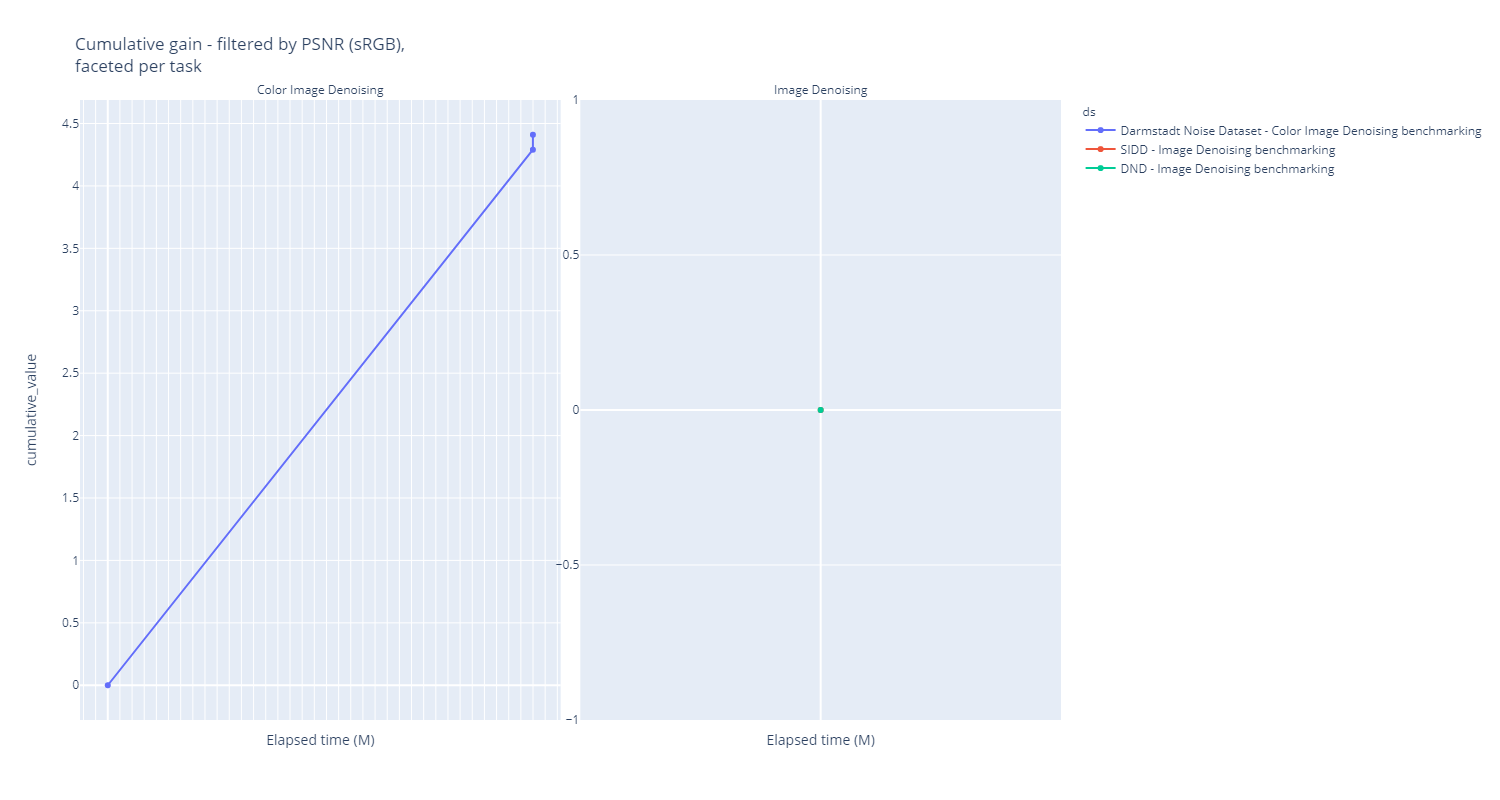 Cumulative gain - filtered by PSNR (sRGB),
faceted per task
Color Image Denoising
Image Denoising
ds
Darmstadt Noise Dataset - Color Image Denoising benchmarking
SIDD - Image Denoising benchmarking
DND - Image Denoising benchmarking
cumulative_value
4.5
4
3.5
3
2.5
2
1.5
1
0.5
0
1
0.5
0
−0.5
−1
Elapsed time (M)
Elapsed time (M)